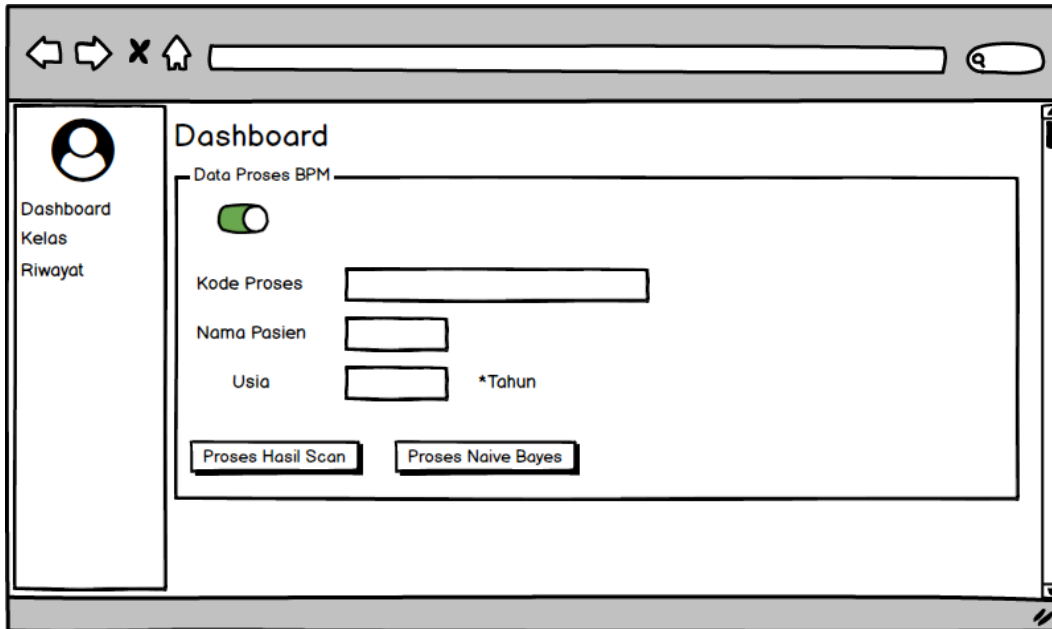 Dashboard
Kelas
Riwayat
Dashboard
Data Proses BPM
Kode Proses
Nama Pasien
Usia *Tahun
Proses Hasil Scan Proses Naive Bayes